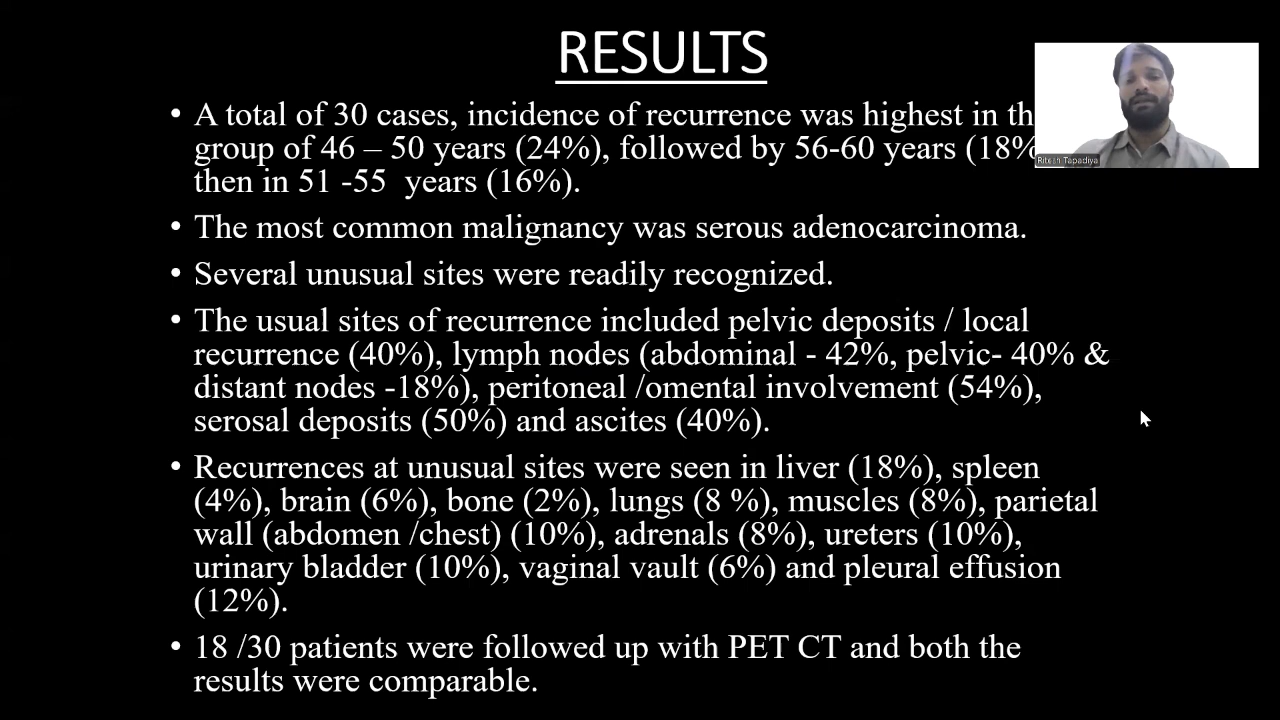 RESULTS
• A total of 30 cases, incidence of recurrence was highest in th
group of 46 – 50 years (24%), followed by 56-60 years (18%
then in 51 -55 years (16%).
• The most common malignancy was serous adenocarcinoma.
• Several unusual sites were readily recognized.
• The usual sites of recurrence included pelvic deposits / local
recurrence (40%), lymph nodes (abdominal - 42%, pelvic- 40% &
distant nodes -18%), peritoneal /omental involvement (54%),
serosal deposits (50%) and ascites (40%).
• Recurrences at unusual sites were seen in liver (18%), spleen
(4%), brain (6%), bone (2%), lungs (8 %), muscles (8%), parietal
wall (abdomen /chest) (10%), adrenals (8%), ureters (10%),
urinary bladder (10%), vaginal vault (6%) and pleural effusion
(12%).
• 18 /30 patients were followed up with PET CT and both the
results were comparable.
Ritesh Tapadiya